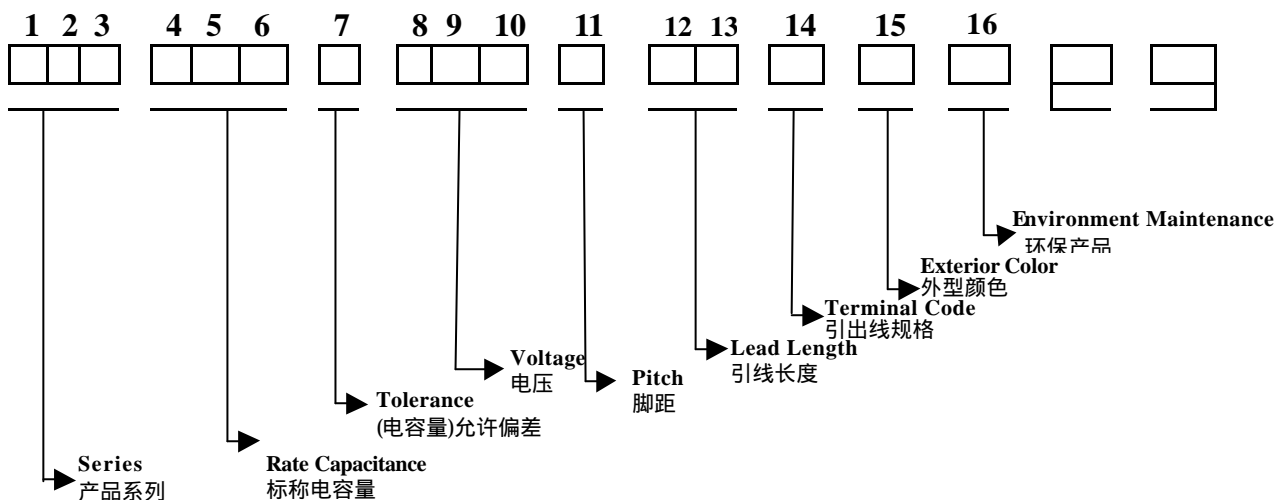 1 2 3 4 5 6 7 8 9 10 11 12 13 14 15 16
Environment Maintenance
环保产品
Exterior Color
外型颜色
Terminal Code
引出线规格
Lead Length
引线长度
Voltage
电压
Pitch
脚距
Tolerance
(电容量)允许偏差
Series
产品系列
Rate Capacitance
标称电容量